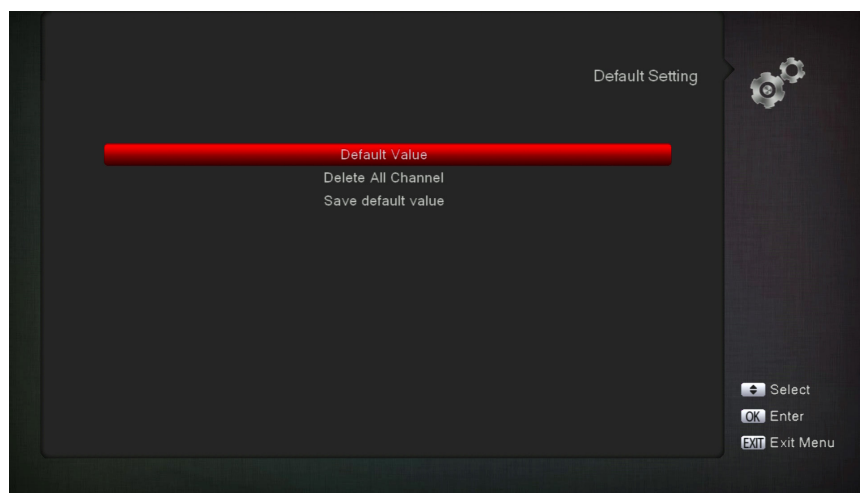 Default Setting
Default Value
Delete All Channel
Save default value
Select
OK Enter
EXIT Exit Menu